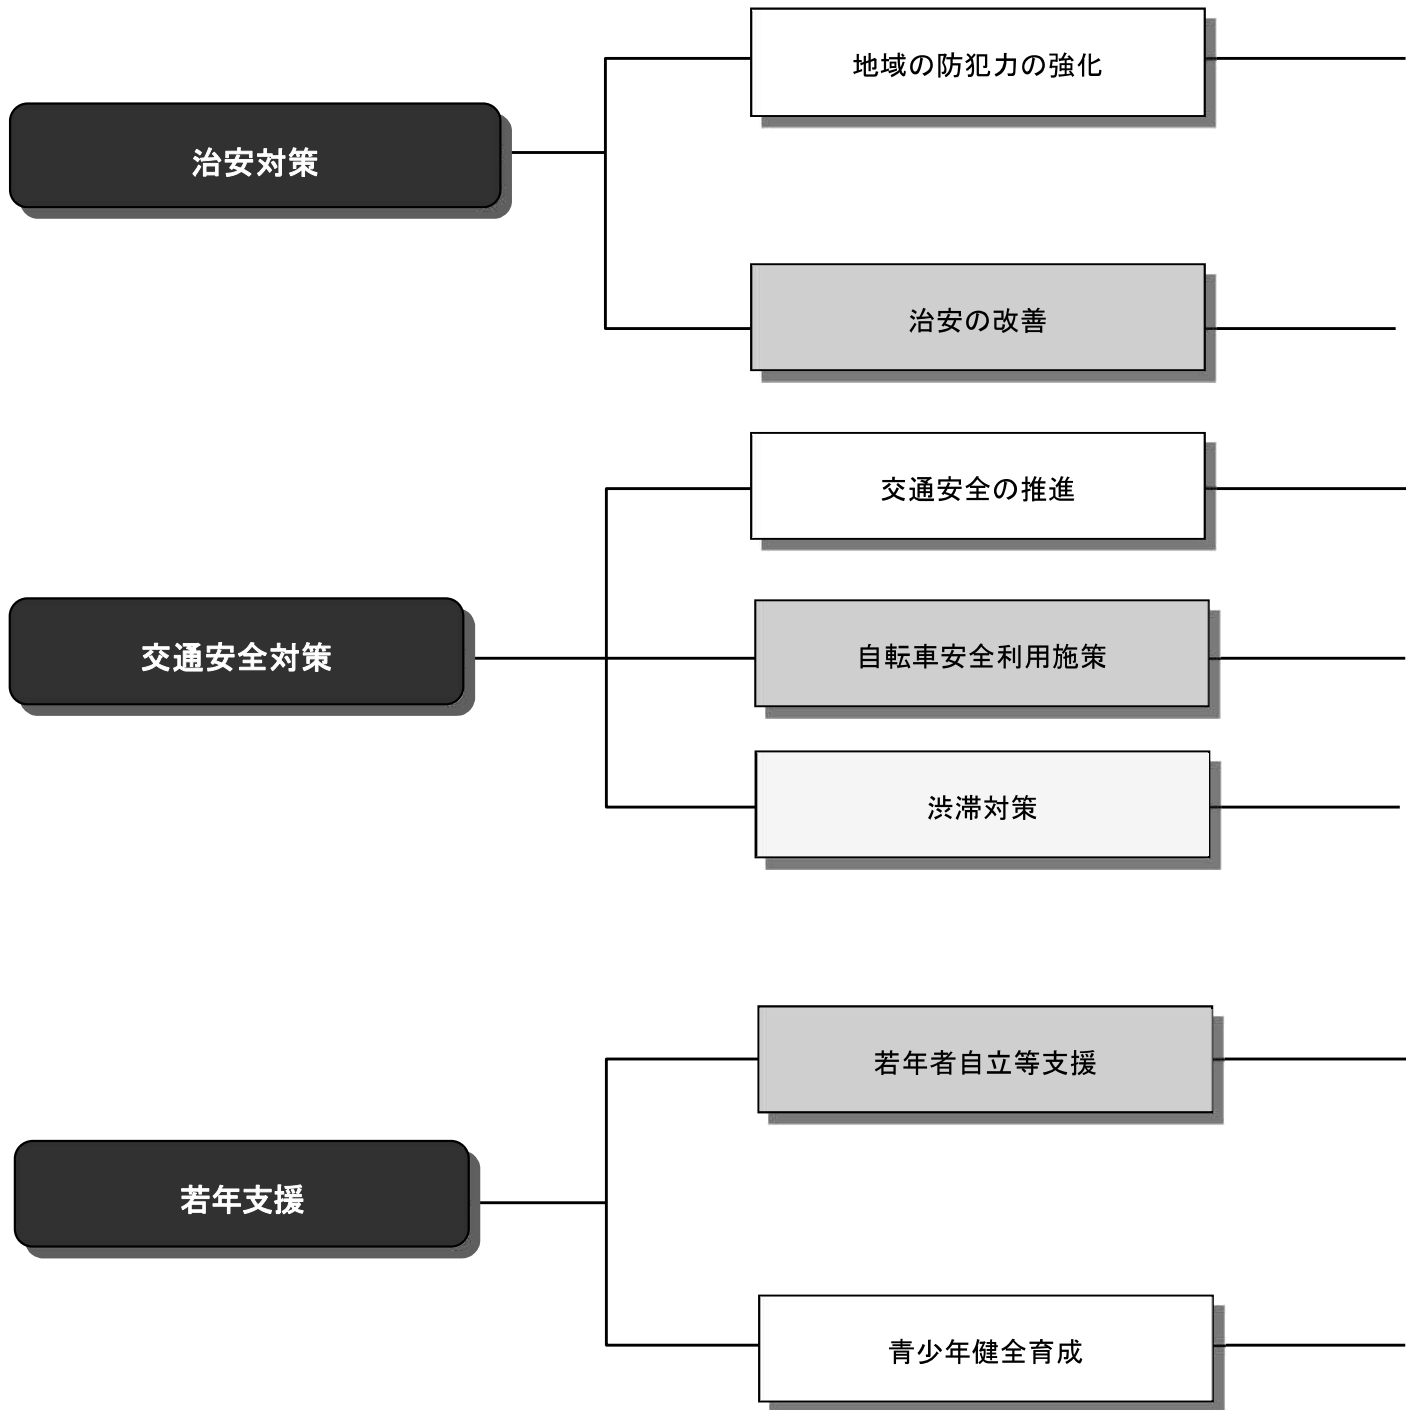 治安対策
地域の防犯力の強化
治安の改善
交通安全対策
交通安全の推進
自転車安全利用施策
渋滞対策
若年支援
若年者自立等支援
青少年健全育成